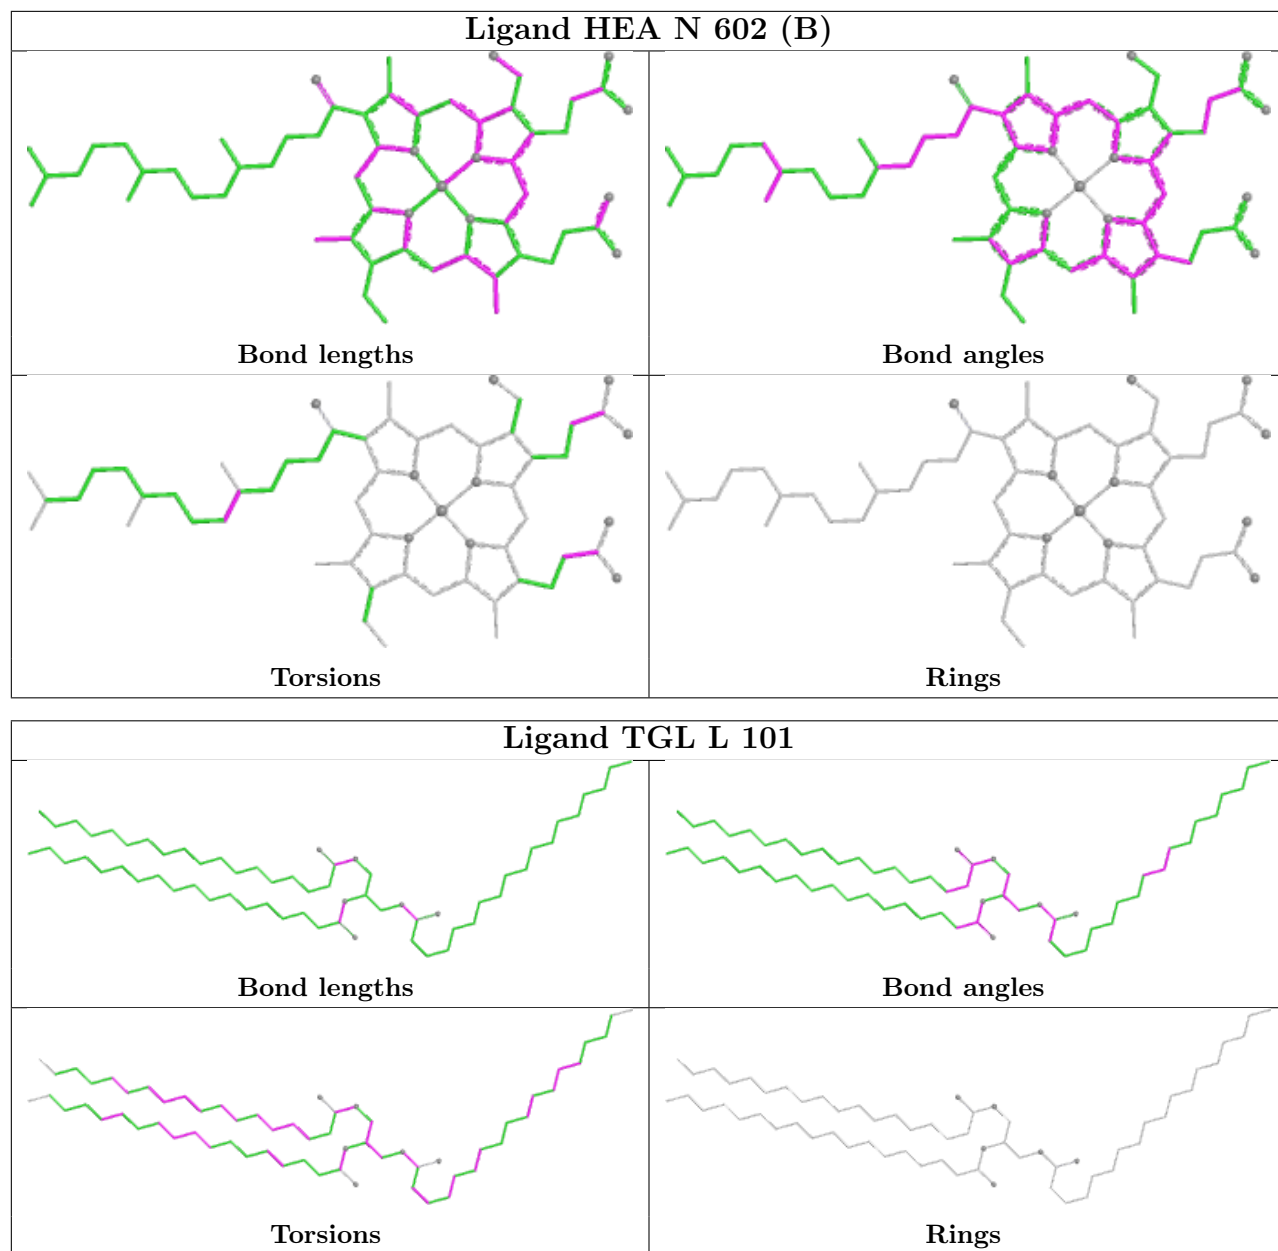 Ligand HEA N 602 (B)
Bond lengths
Bond angles
Torsions
Rings
Ligand TGL L 101
Bond lengths
Bond angles
Torsions
Rings